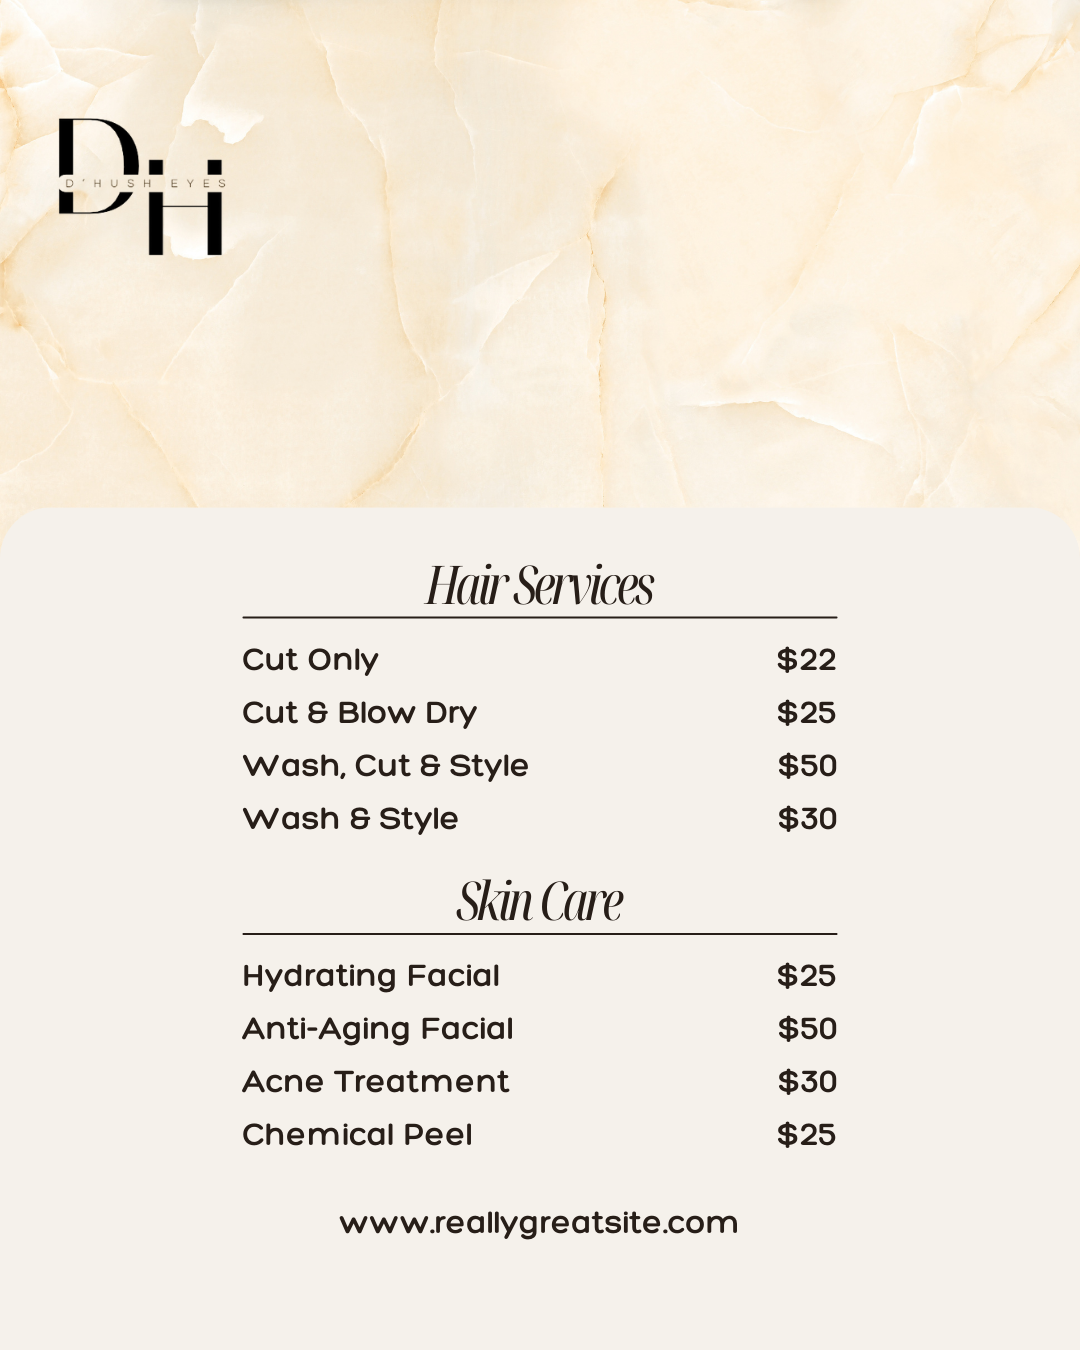 DH
D'HUSH EYES
Hair Services
Cut Only $22
Cut & Blow Dry $25
Wash, Cut & Style $50
Wash & Style $30
Skin Care
Hydrating Facial $25
Anti-Aging Facial $50
Acne Treatment $30
Chemical Peel $25
www.reallygreatsite.com